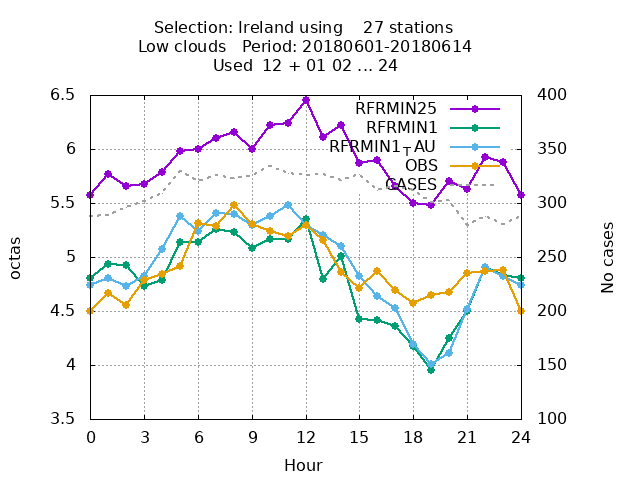 Selection: Ireland using    27 stations
Low clouds   Period: 20180601-20180614
Used  12 + 01 02 ... 24
6.5
6
5.5
5
4.5
4
3.5
octas
400
350
300
250
200
150
100
No cases
RFRMIN25
RFRMIN1
RFRMIN1_TAU
OBS
CASES
0
3
6
9
12
15
18
21
24
Hour